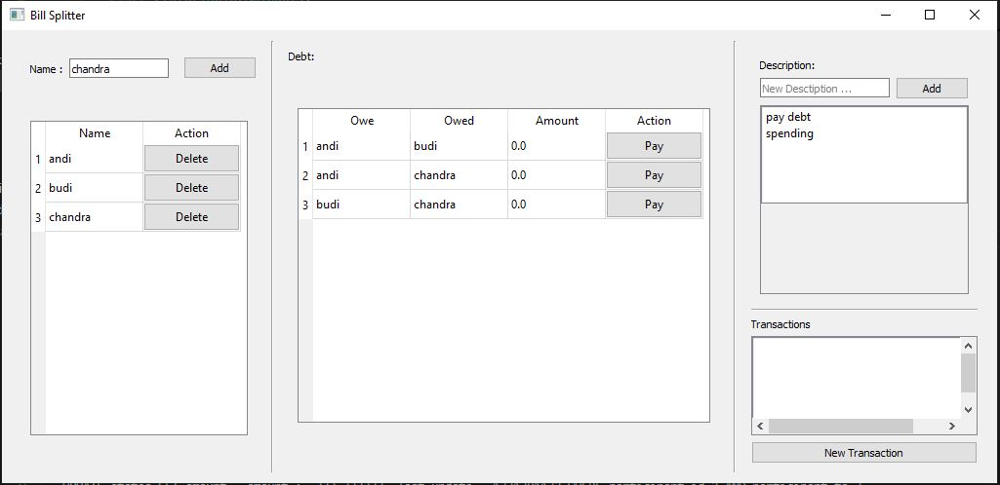 Bill Splitter
Name : chandra Add
Name Action
1 andi Delete
2 budi Delete
3 chandra Delete
Debt:
Owe Owed Amount Action
1 andi budi 0.0 Pay
2 andi chandra 0.0 Pay
3 budi chandra 0.0 Pay
Description:
New Desctiption ... Add
pay debt
spending
Transactions
New Transaction